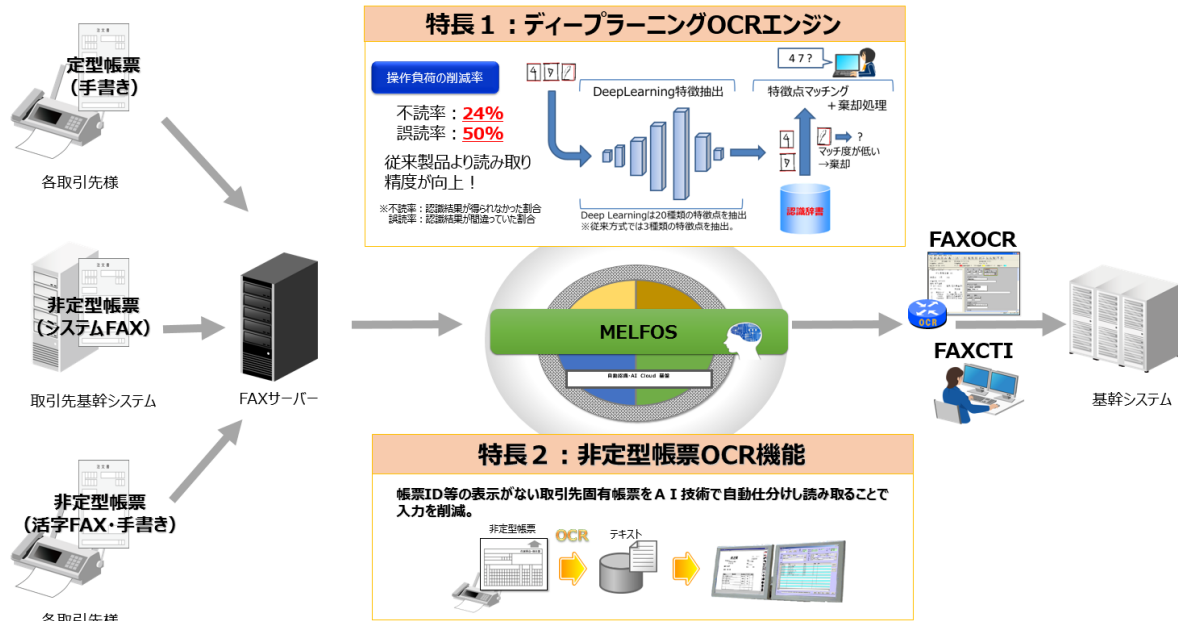 注文書
定型帳票
(手書き)
各取引先様
注文書
非定型帳票
(システムFAX)
取引先基幹システム
注文書
非定型帳票
(活字FAX・手書き)
各取引先様
FAXサーバー
特長1：ディープラーニングOCRエンジン
操作負荷の削減率
不読率：24%
誤読率：50%
従来製品より読み取り
精度が向上！
※不読率：認識結果が得られなかった割合
誤読率：認識結果が間違っていた割合
DeepLearning特徴抽出
Deep Learningは20種類の特徴点を抽出
※従来方式では3種類の特徴点を抽出。
47?
特徴点マッチング
+棄却処理
?
マッチ度が低い
→棄却
認識辞書
MELFOS
特長2：非定型帳票OCR機能
帳票ID等の表示がない取引先固有帳票をＡＩ技術で自動仕分けし読み取ることで
入力を削減。
非定型帳票
OCR
テキスト
FAXOCR
OCR
FAXCTI
基幹システム